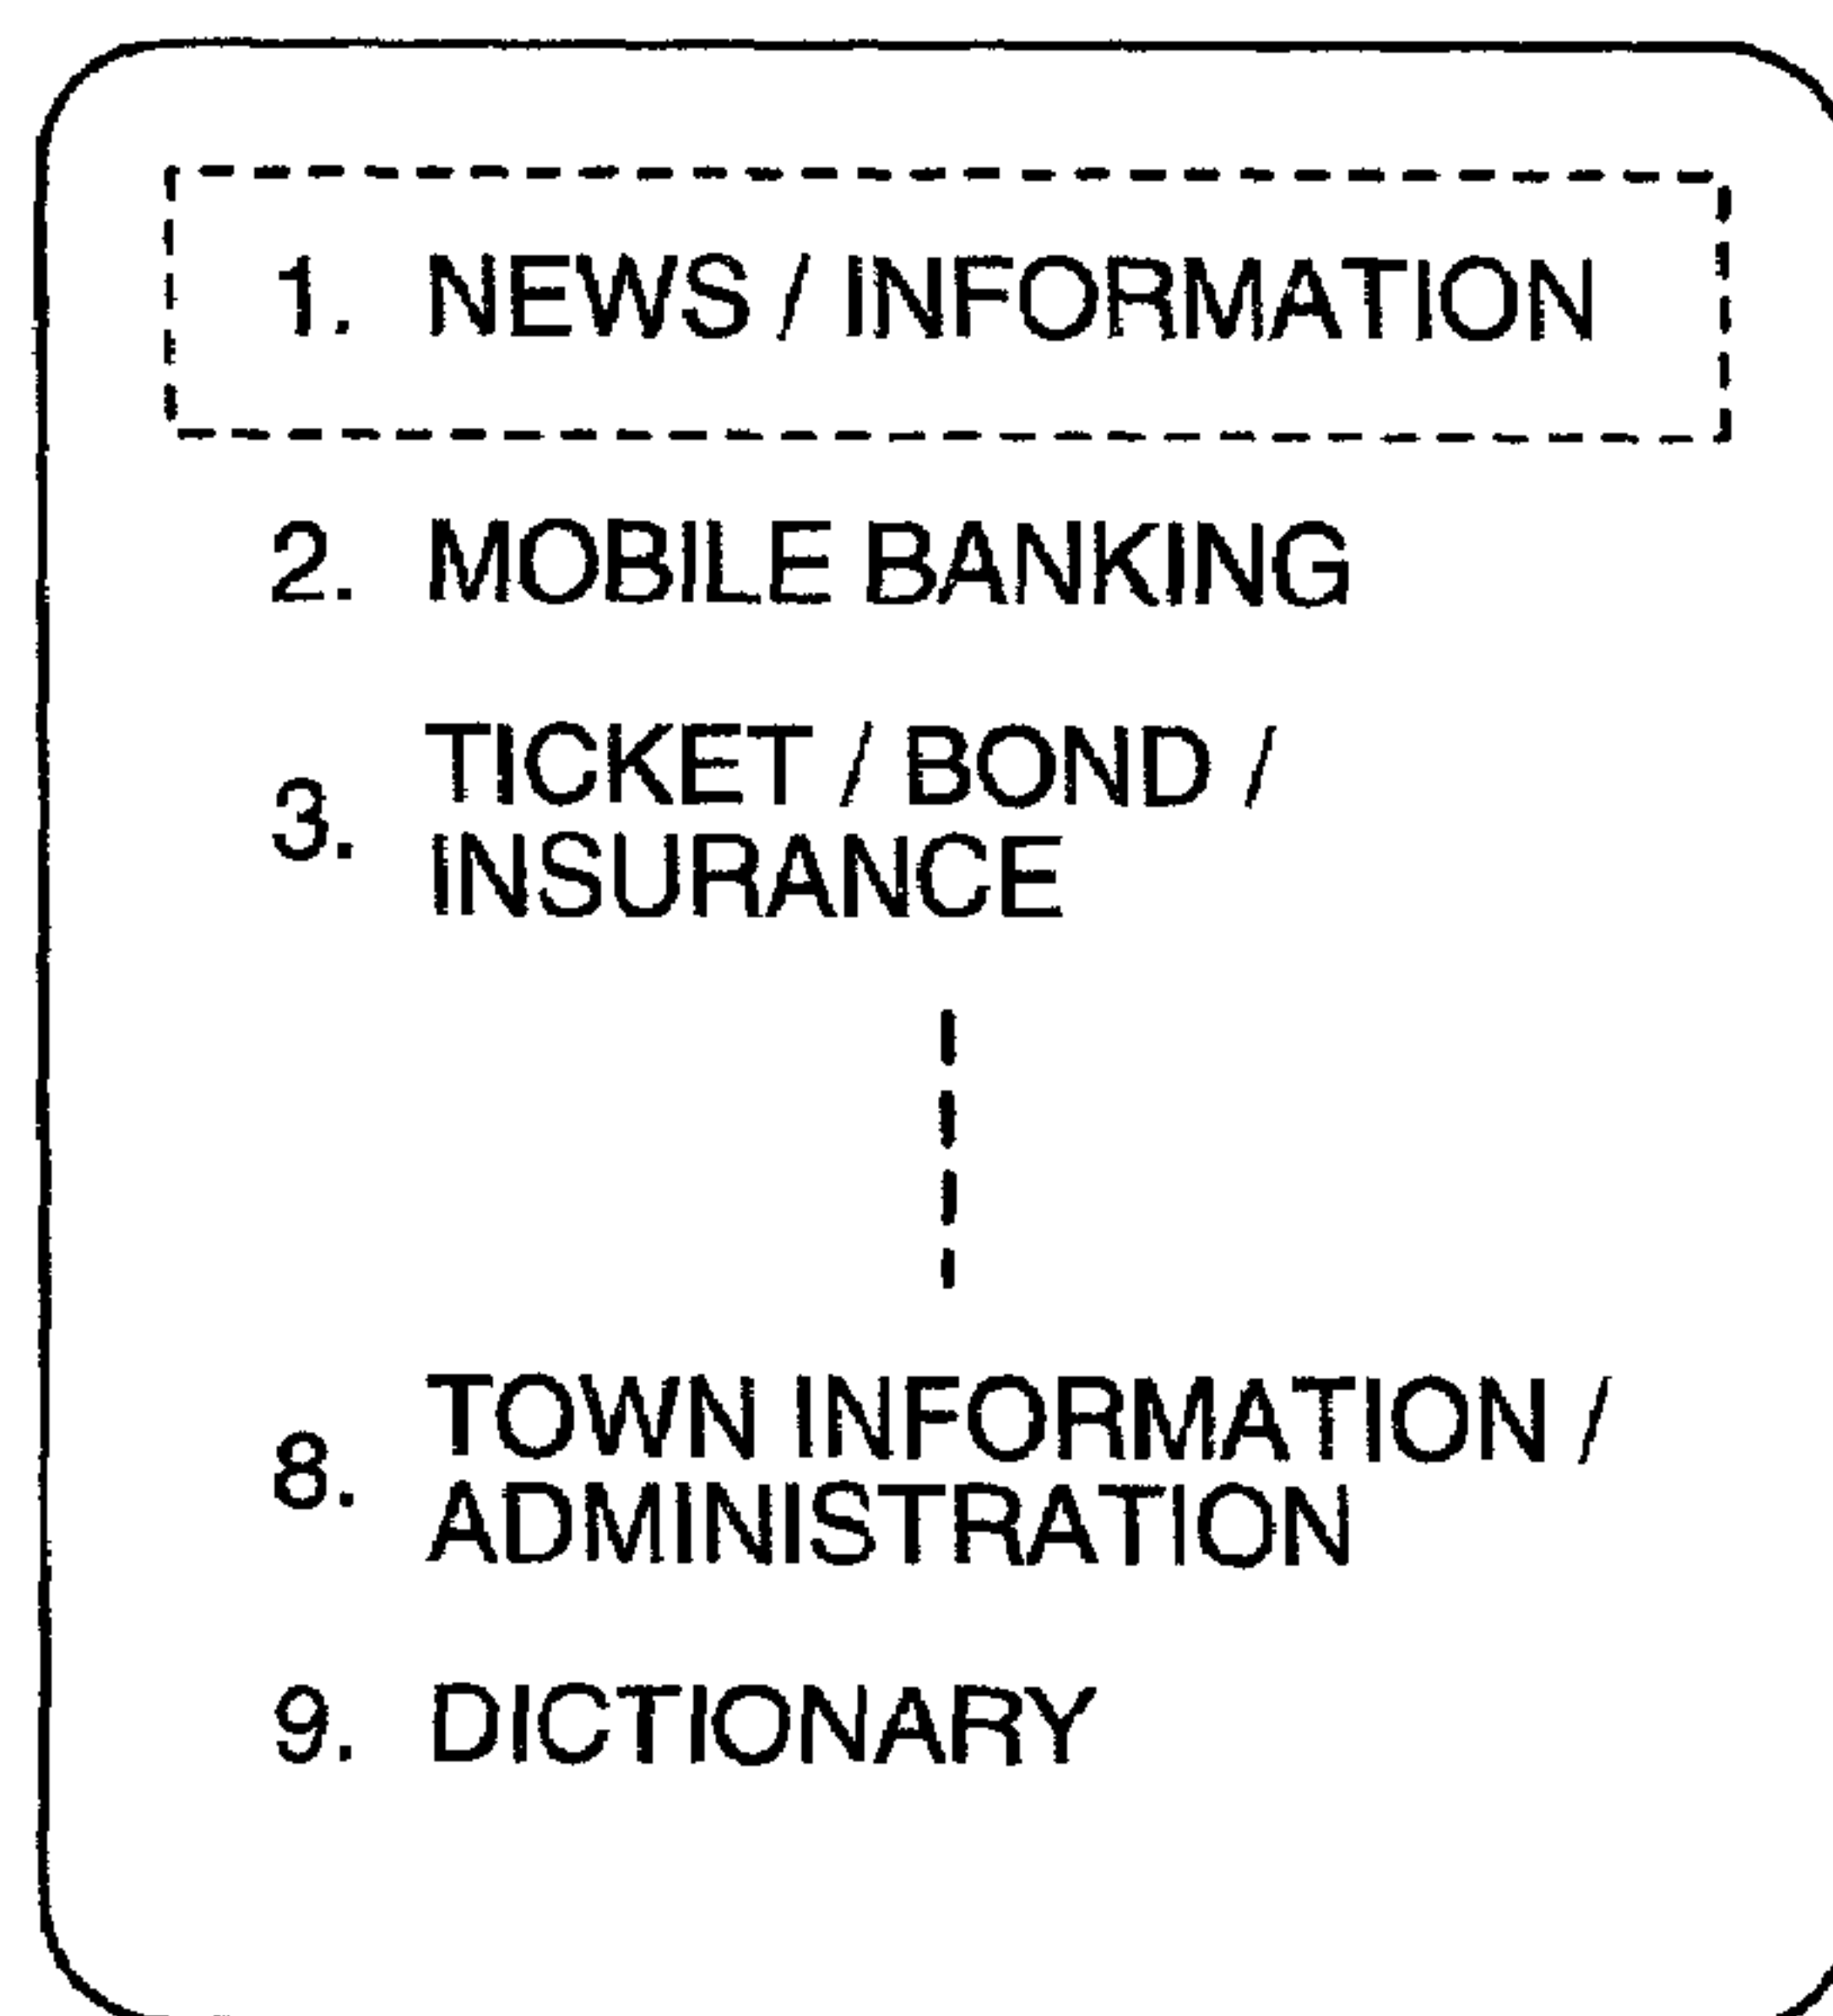 1. NEWS / INFORMATION
2. MOBILE BANKING
3. TICKET / BOND /
INSURANCE
8. TOWN INFORMATION /
ADMINISTRATION
9. DICTIONARY